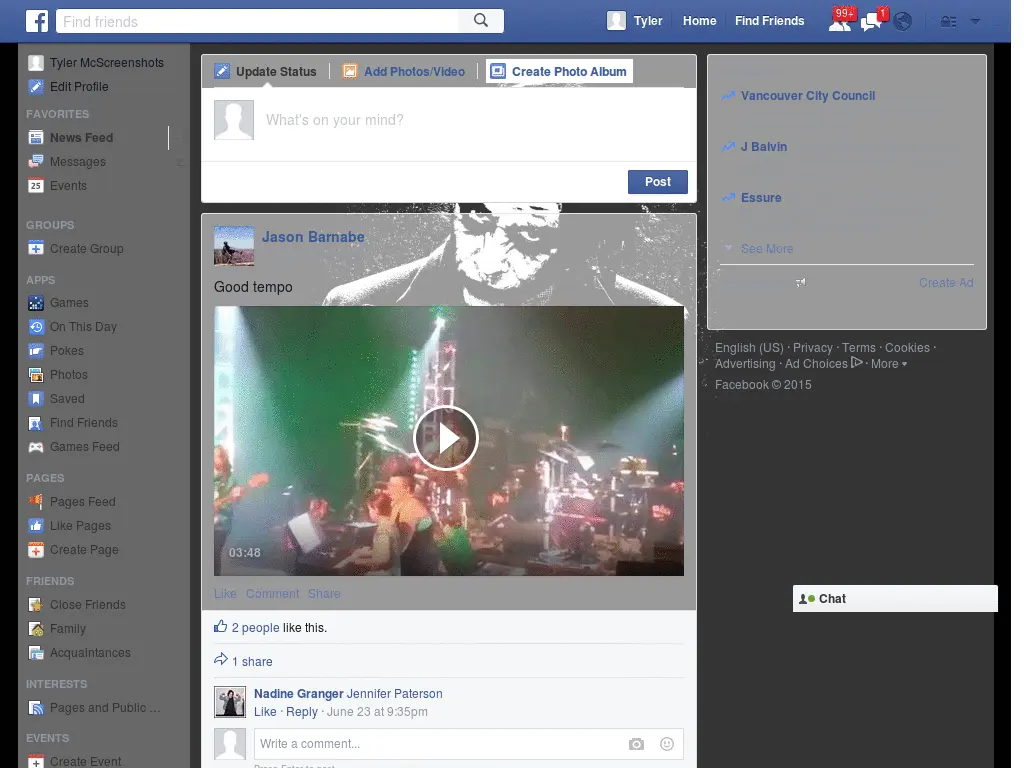 Find friends
Tyler Home Find Friends 99+ 1
Tyler McScreenshots
Edit Profile
FAVORITES
News Feed
Messages
25 Events
GROUPS
Create Group
APPS
Games
On This Day
Pokes
Photos
Saved
Find Friends
Games Feed
PAGES
Pages Feed
Like Pages
Create Page
FRIENDS
Close Friends
Family
Acquaintances
INTERESTS
Pages and Public ...
EVENTS
Create Event
Update Status Add Photos/Video Create Photo Album
What's on your mind?
Post
Jason Barnabe
Good tempo
03:48
Like Comment Share
2 people like this.
1 share
Nadine Granger Jennifer Paterson
Like · Reply · June 23 at 9:35pm
Write a comment...
Press Enter to post.
Vancouver City Council
J Balvin
Essure
See More
Create Ad
English (US) · Privacy · Terms · Cookies ·
Advertising · Ad Choices · More
Facebook © 2015
Chat